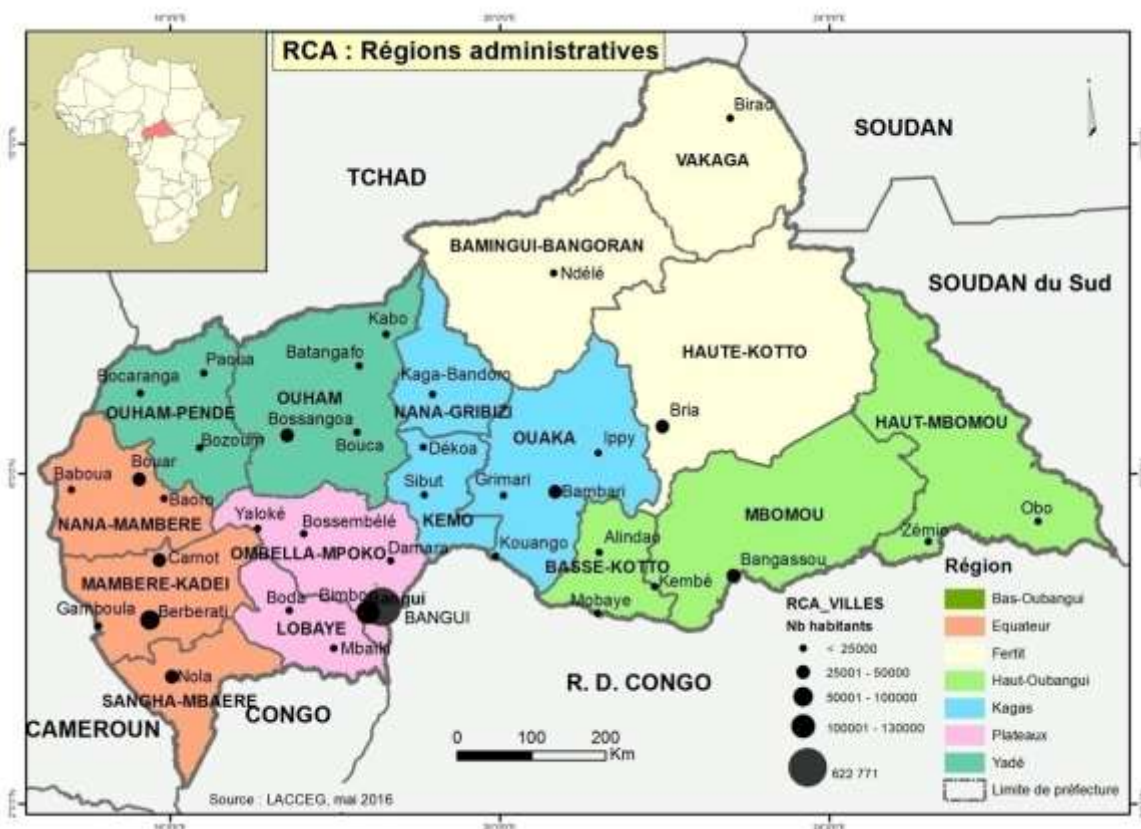 RCA : Régions administratives
SOUDAN
Birao
VAKAGA
TCHAD
BAMINGUI-BANGORAN
Ndélé
SOUDAN du Sud
Kabo
Batangafo
Paoua
Bocaranga
HAUTE-KOTTO
Kaga-Bandoro
OUHAM-PENDE
OUHAM
NANA-GRIBIZI
Bossangoa
Bria
HAUT-MBOMOU
OUAKA
Bozoum
Bouca
Dékoa
Ippy
Bouar
Baboua
Baoro
Sibut
Grimari
Bambari
NANA-MAMBERE
Yaloké
Bossembélé
KEMO
MBOMOU
Obo
Zémio
OMBELLA-MPOKO
Damara
Kouango
Alindao
Carnot
BASSE-KOTTO
Bangassou
MAMBERE-KADEI
Kembé
Gamboula
Berberati
Boda
Bimbo
BANGUI
Mobaye
LOBAYE
Mbaïki
Nola
SANGHA-MBAERE
CAMEROUN
CONGO
R. D. CONGO
0 100 200
Km
Source : LACCEG, mai 2016
RCA_VILLES
Nb habitants
< 25000
25001 - 50000
50001 - 100000
100001 - 130000
622 771
Région
Bas-Oubangui
Equateur
Fertit
Haut-Oubangui
Kagas
Plateaux
Yadé
Limite de préfecture